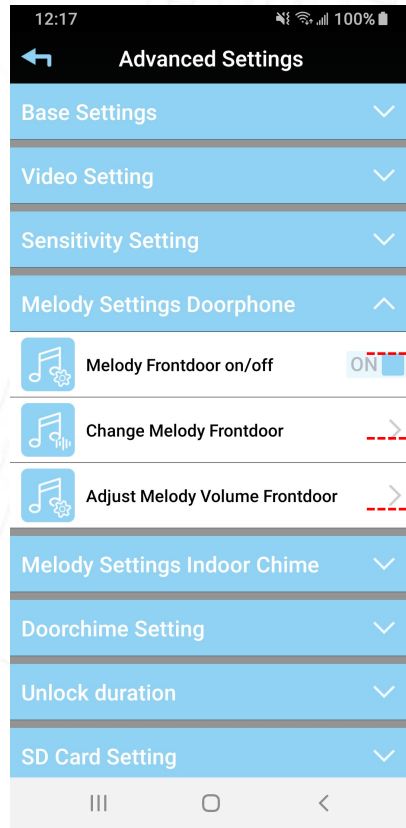 12:17 100%
Advanced Settings
Base Settings
Video Setting
Sensitivity Setting
Melody Settings Doorphone
Melody Frontdoor on/off ON
Change Melody Frontdoor
Adjust Melody Volume Frontdoor
Melody Settings Indoor Chime
Doorchime Setting
Unlock duration
SD Card Setting